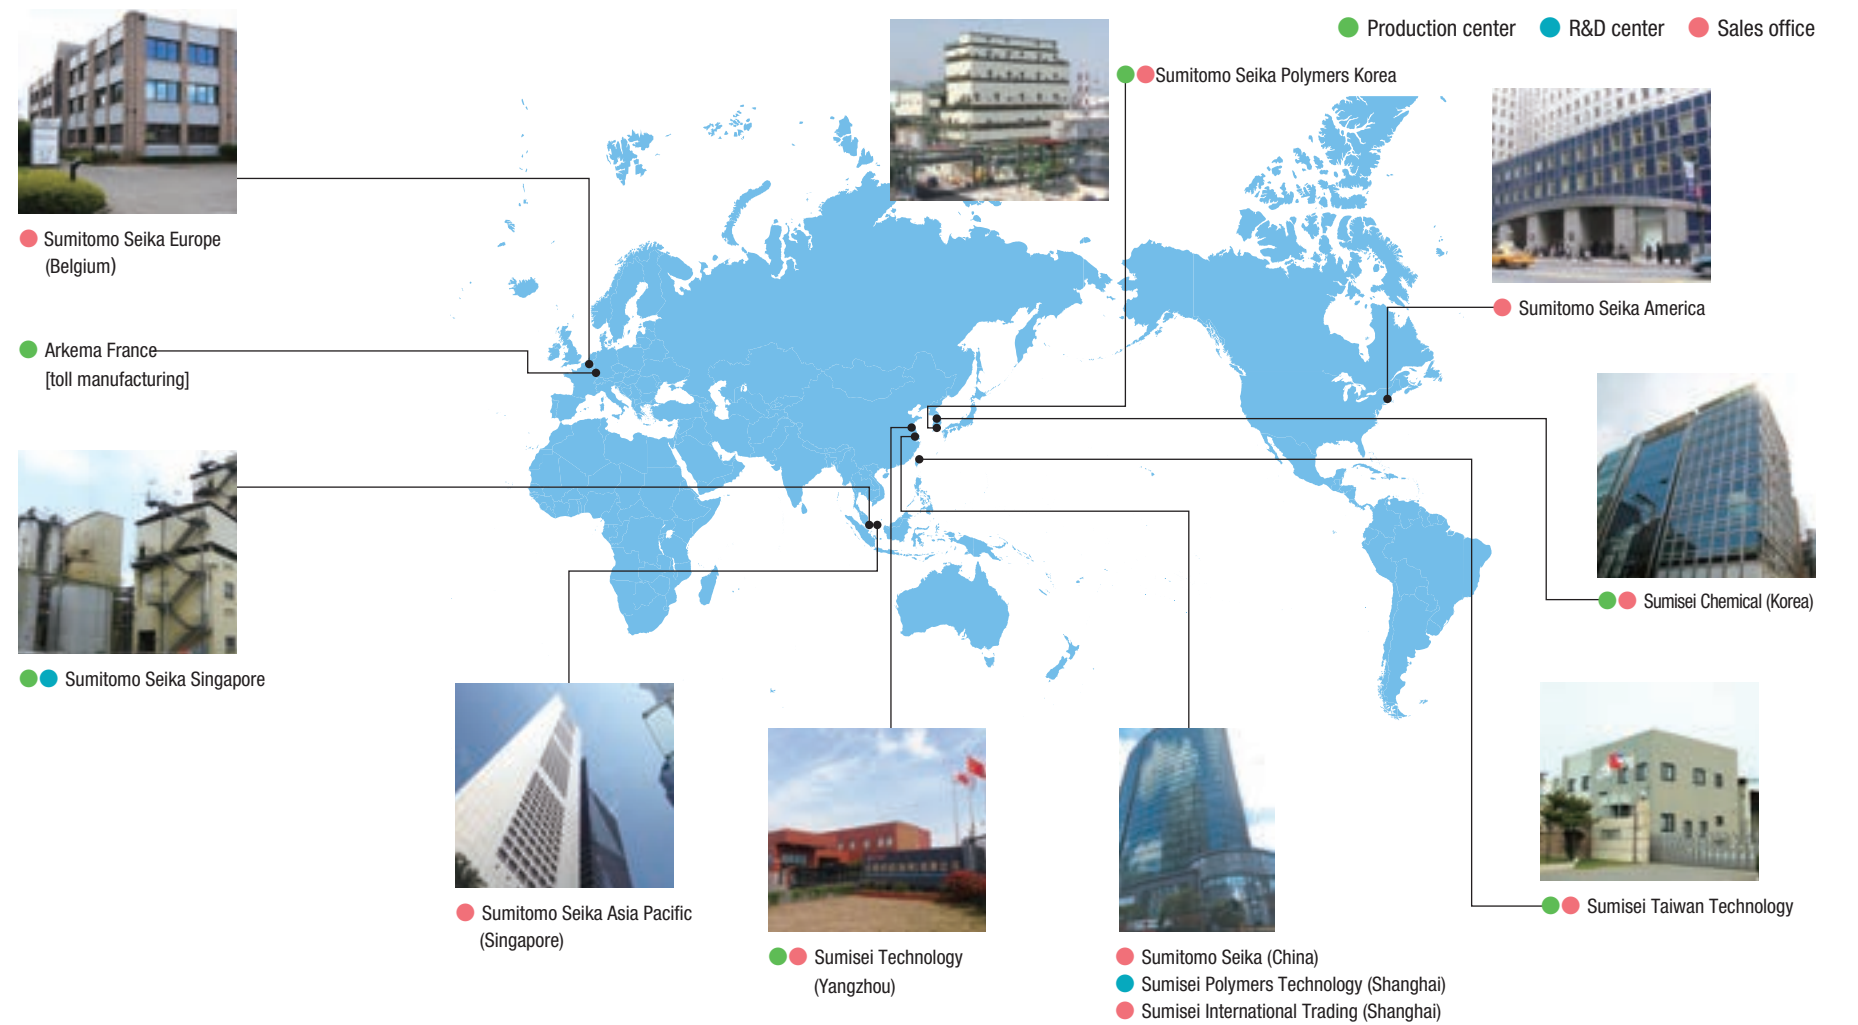 Production center
R&D center
Sales office
Sumitomo Seika Polymers Korea
Sumitomo Seika Europe
(Belgium)
Sumitomo Seika America
Arkema France
[toll manufacturing]
Sumisei Chemical (Korea)
Sumitomo Seika Singapore
Sumitomo Seika Asia Pacific
(Singapore)
Sumisei Technology
(Yangzhou)
Sumitomo Seika (China)
Sumisei Polymers Technology (Shanghai)
Sumisei International Trading (Shanghai)
Sumisei Taiwan Technology